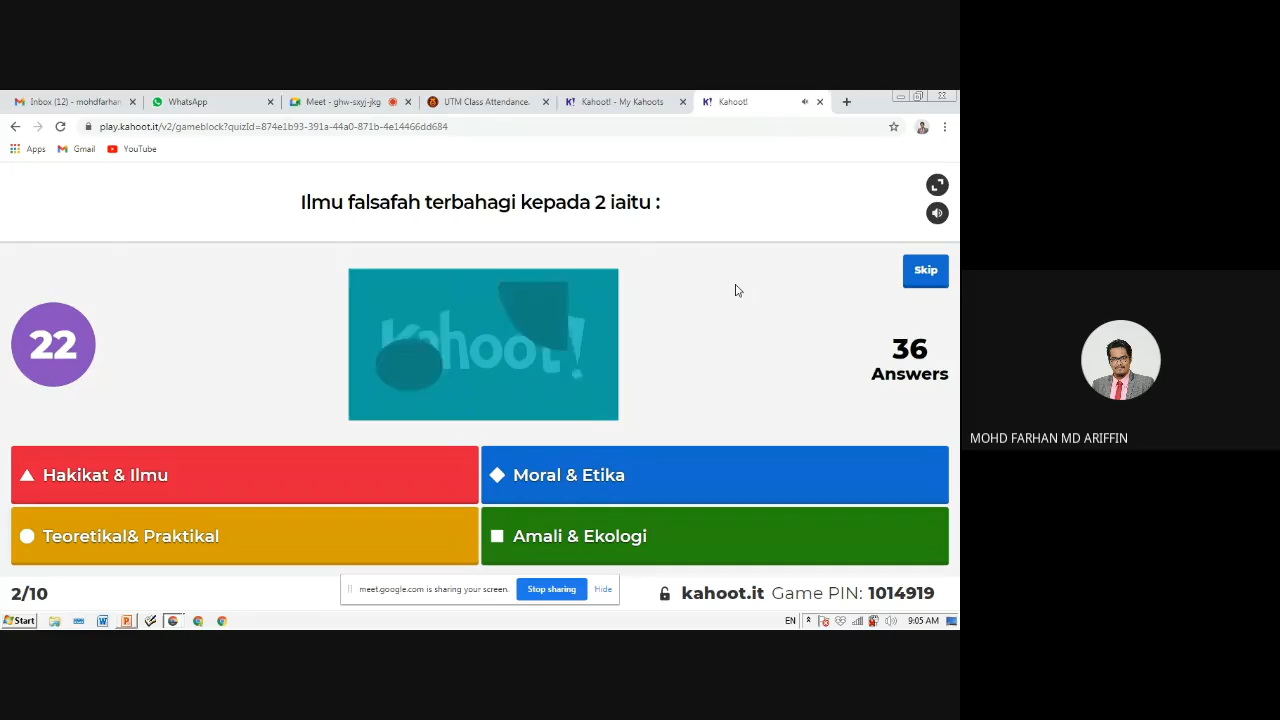 Inbox (12) - mohdfarhan
WhatsApp
Meet - ghw-sxyj-jkg
UTM Class Attendance.
Kahoot! - My Kahoots
Kahoot!
play.kahoot.it/v2/gameblock?quizId=874e1b93-391a-44a0-871b-4e14466dd684
Apps
Gmail
YouTube
Ilmu falsafah terbahagi kepada 2 iaitu :
Skip
22
Kahoot!
36
Answers
MOHD FARHAN MD ARIFFIN
Hakikat & Ilmu
Moral & Etika
Teoretikal& Praktikal
Amali & Ekologi
2/10
meet.google.com is sharing your screen.
Stop sharing
Hide
kahoot.it Game PIN: 1014919
Start
EN
9:05 AM